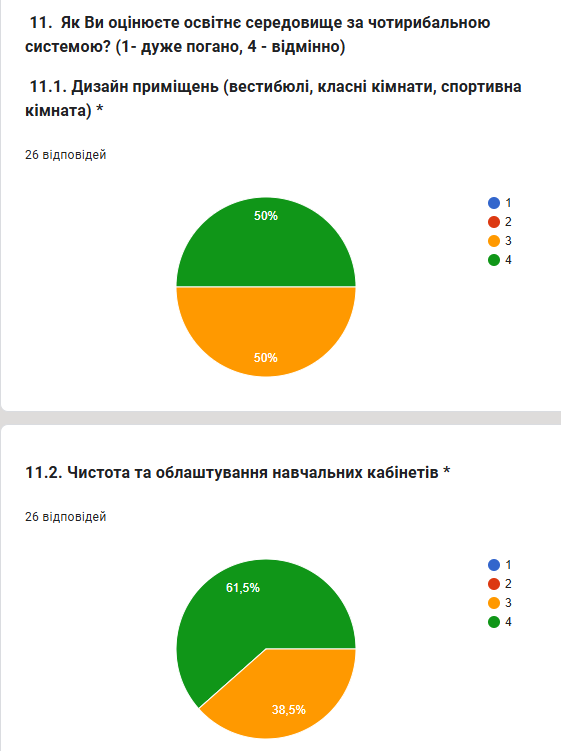 11. Як Ви оцінюєте освітнє середовище за чотирибальною
системою? (1- дуже погано, 4 - відмінно)
11.1. Дизайн приміщень (вестибюлі, класні кімнати, спортивна
кімната) *
26 відповідей
50%
50%
1
2
3
4
11.2. Чистота та облаштування навчальних кабінетів *
26 відповідей
61,5%
38,5%
1
2
3
4